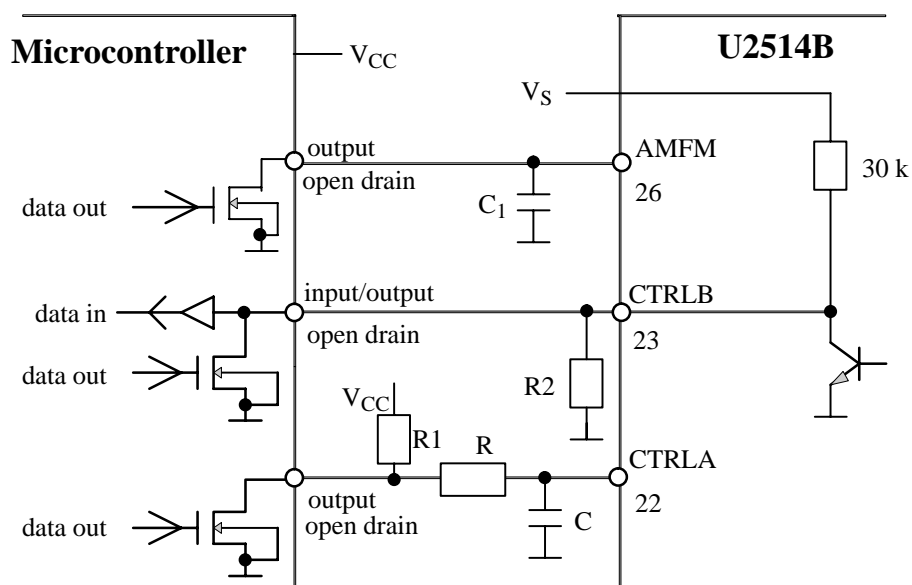 Microcontroller
U2514B
V_CC
V_S
output
AMFM
open drain
30 k
data out
C_1
26
input/output
CTRLB
data in
open drain
23
data out
V_CC
R2
R1
R
CTRLA
output
22
open drain
data out
C